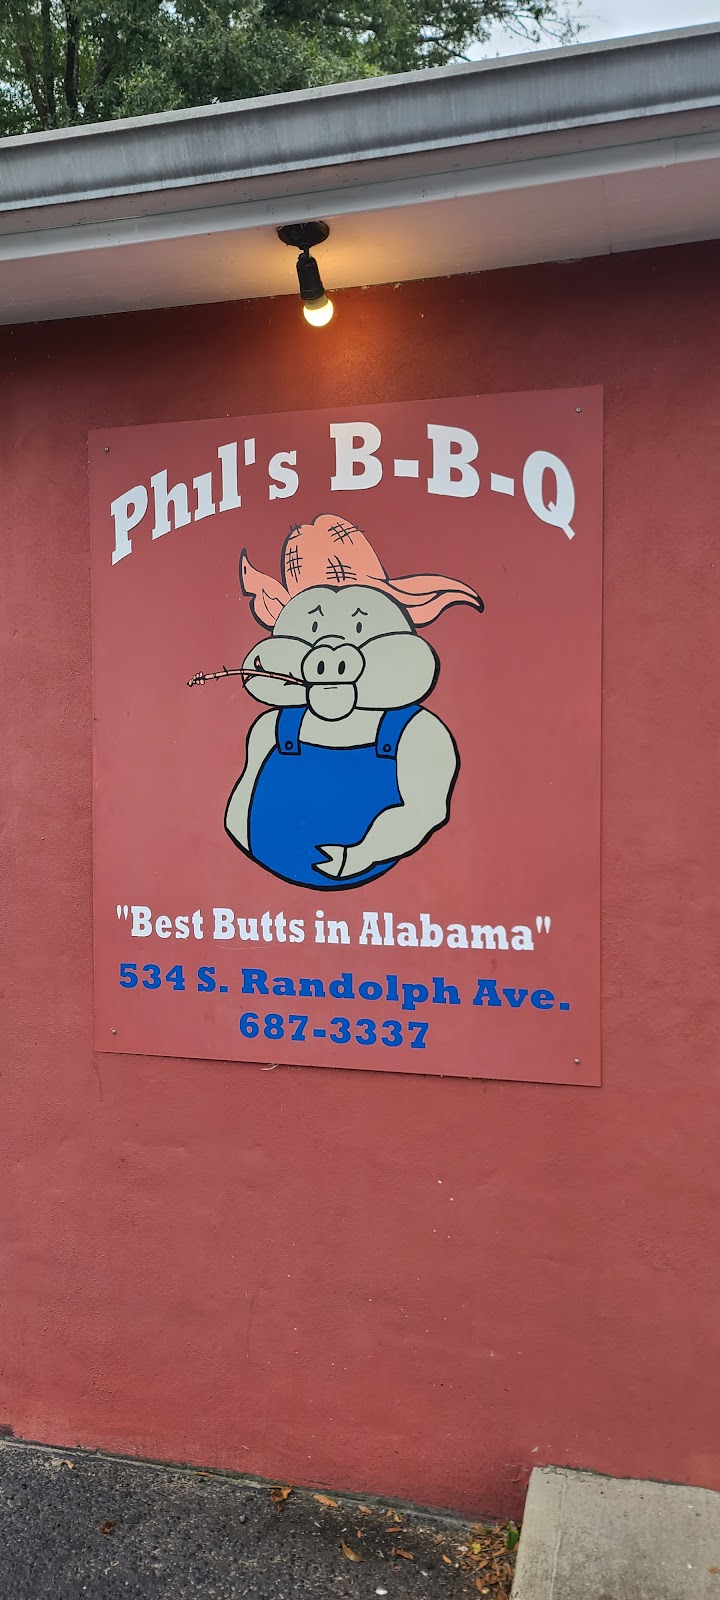 Phil's B-B-Q
"Best Butts in Alabama"
534 S. Randolph Ave.
687-3337